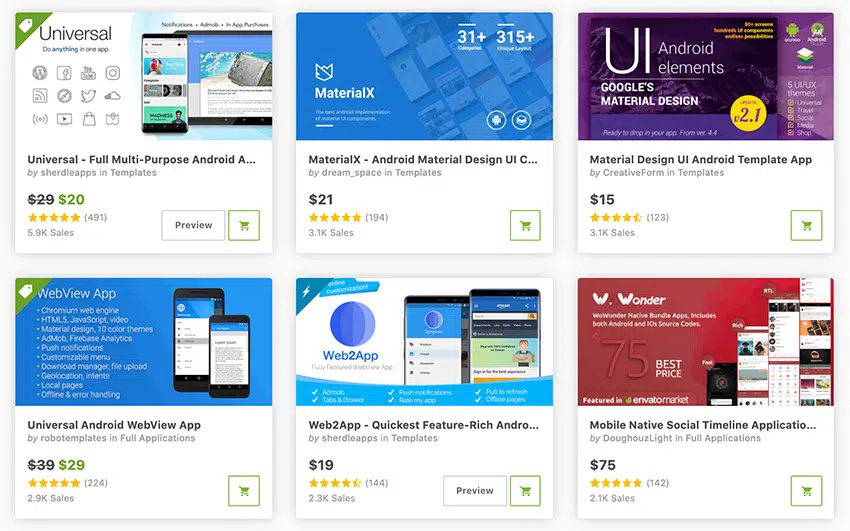 Universal
Do anything in one app
Notifications • Admob • In App Purchases
Universal - Full Multi-Purpose Android A...
by sherdleapps in Templates
$29 $20
(491)
5.9K Sales
Preview
31+
Categories
315+
Unique Layout
MaterialX
The best android implementation
of material UI components.
MaterialX - Android Material Design UI C...
by dream_space in Templates
$21
(194)
3.1K Sales
80+ screens
hundreds UI components
endless possibilities
UI Android
elements
GOOGLE'S
MATERIAL DESIGN
UPDATE
v2.1
Android
Material
5 UI/UX
themes
Universal
Travel
Social
Media
Shop
Ready to drop in your app. From ver. 4.4
Material Design UI Android Template App
by CreativeForm in Templates
$15
(123)
3.1K Sales
WebView App
• Chromium web engine
• HTML5, JavaScript, video
• Material design, 10 color themes
• AdMob, Firebase Analytics
• Push notifications
• Customizable menu
• Download manager, file upload
• Geolocation, intents
• Local pages
• Offline & error handling
Universal Android WebView App
by robotemplates in Full Applications
$39 $29
(224)
2.9K Sales
online
customization!
Web2App
Fully Featured Webview App
Admob
Tabs & Drawer
Push notifications
Rate my app
Pull to refresh
Offline pages
Web2App - Quickest Feature-Rich Andro...
by sherdleapps in Templates
$19
(144)
2.3K Sales
Preview
W. Wonder
WoWonder Native Bundle Apps, Includes
both Android and IOs Source Codes.
$75 BEST
PRICE
RTL
Rich
Fast
Featured in envatomarket
Mobile Native Social Timeline Applicatio...
by DoughouzLight in Full Applications
$75
(142)
2.1K Sales